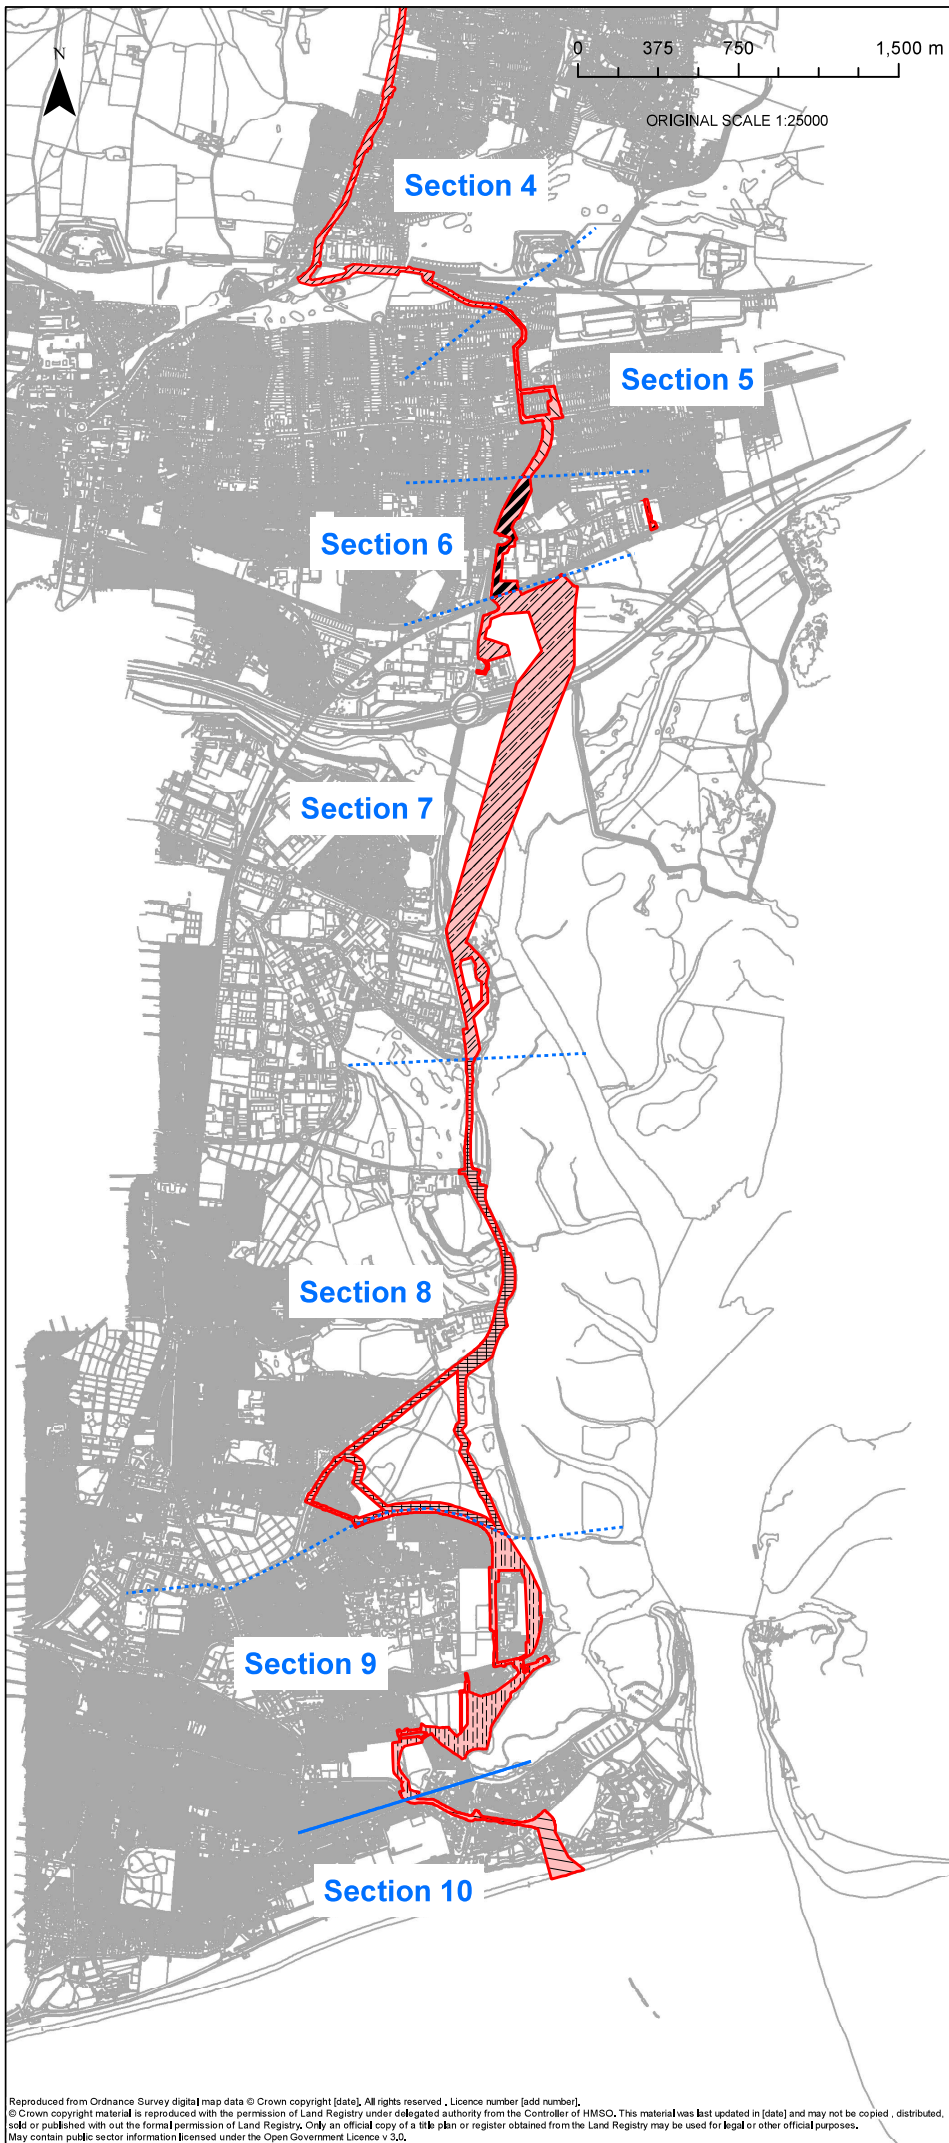 N
0 375 750 1,500 m
ORIGINAL SCALE 1:25000
Section 4
Section 5
Section 6
Section 7
Section 8
Section 9
Section 10
Reproduced from Ordnance Survey digital map data © Crown copyright [date]. All rights reserved . Licence number [add number].
© Crown copyright material is reproduced with the permission of Land Registry under delegated authority from the Controller of HMSO. This material was last updated in [date] and may not be copied , distributed,
sold or published with out the formal permission of Land Registry. Only an official copy of a title plan or register obtained from the Land Registry may be used for legal or other official purposes.
May contain public sector information licensed under the Open Government Licence v 3.0.